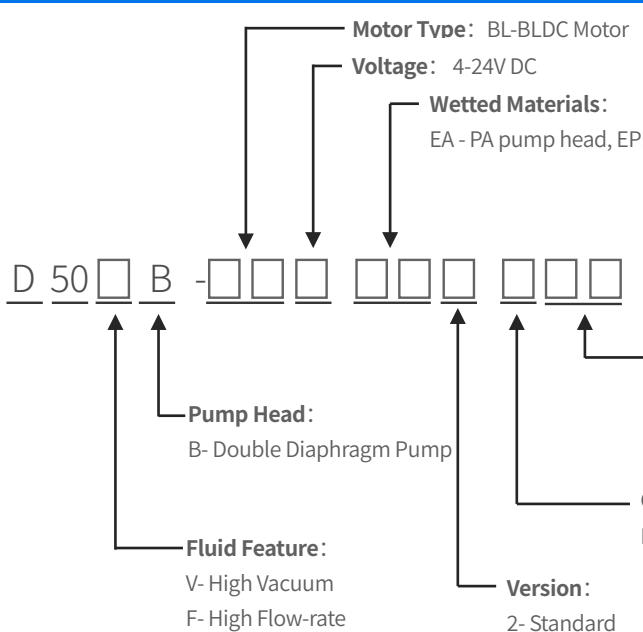 Motor Type：BL-BLDC Motor
Voltage：4-24V DC
Wetted Materials：
EA - PA pump head, EP
D 50□ B -□□□ □□□ □□□
Pump Head：
B- Double Diaphragm Pump
Fluid Feature：
V- High Vacuum
F- High Flow-rate
Version：
2- Standard